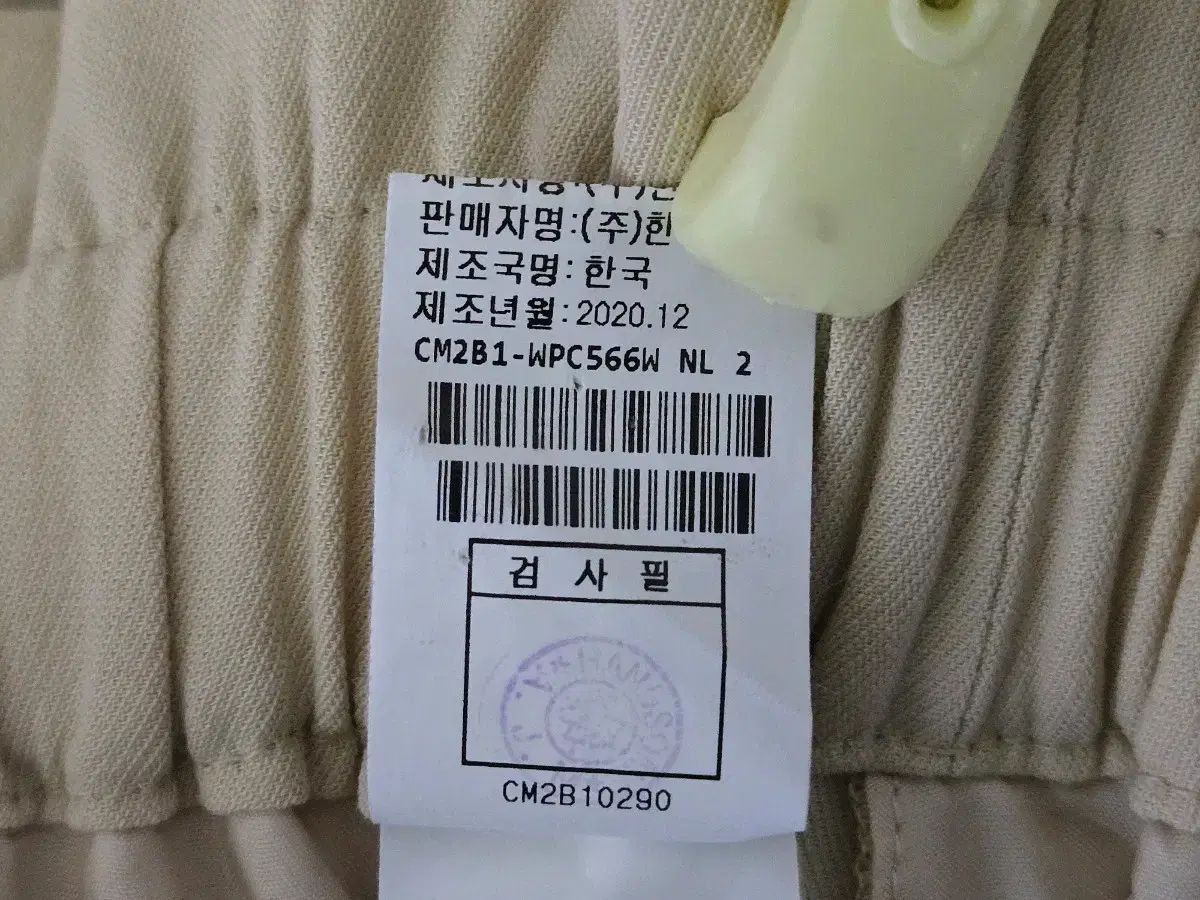 판매자명:(주)한
제조국명: 한국
제조년월:2020.12
CM2B1-WPC566W NL 2
검 사 필
CM2B10290